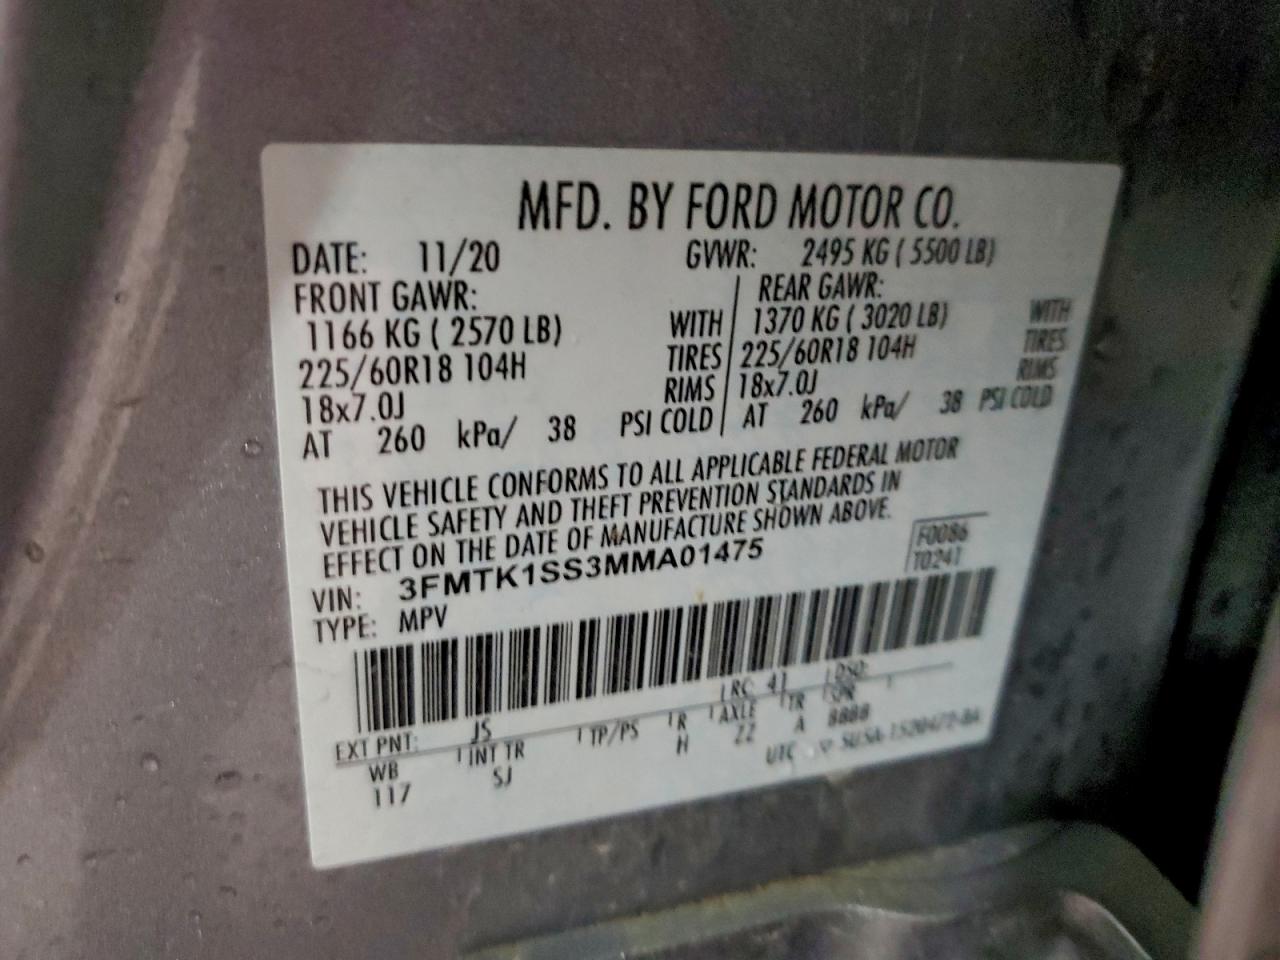 MFD. BY FORD MOTOR CO.
DATE: 11/20 GVWR: 2495 KG ( 5500 LB)
FRONT GAWR: REAR GAWR:
1166 KG ( 2570 LB) WITH 1370 KG ( 3020 LB) WITH
225/60R18 104H TIRES 225/60R18 104H TIRES
18x7.0J RIMS 18x7.0J RIMS
AT 260 kPa/ 38 PSI COLD AT 260 kPa/ 38 PSI COLD
THIS VEHICLE CONFORMS TO ALL APPLICABLE FEDERAL MOTOR
VEHICLE SAFETY AND THEFT PREVENTION STANDARDS IN
EFFECT ON THE DATE OF MANUFACTURE SHOWN ABOVE.
F0086
VIN: 3FMTK1SS3MMA01475 T0241
TYPE: MPV
EXT PNT: JS RC: 41 DSO:
WB INT TR TP/PS R AXLE TR SPR
117 SJ H ZZ A 8888
UTC